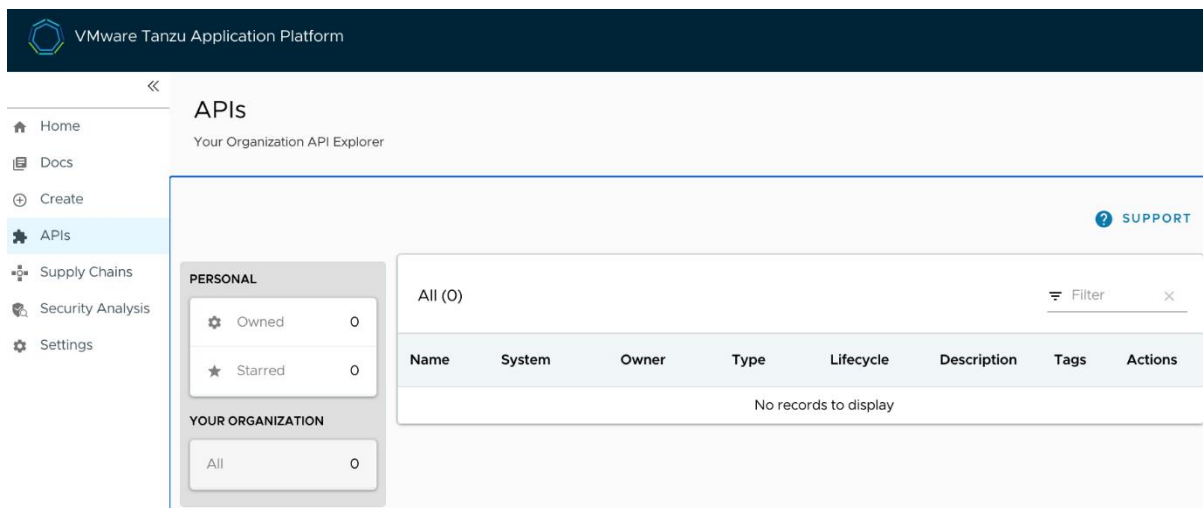 VMware Tanzu Application Platform
Home
Docs
Create
APIs
Supply Chains
Security Analysis
Settings
APIs
Your Organization API Explorer
SUPPORT
PERSONAL
Owned 0
Starred 0
YOUR ORGANIZATION
All 0
All (0)
Filter
Name System Owner Type Lifecycle Description Tags Actions
No records to display